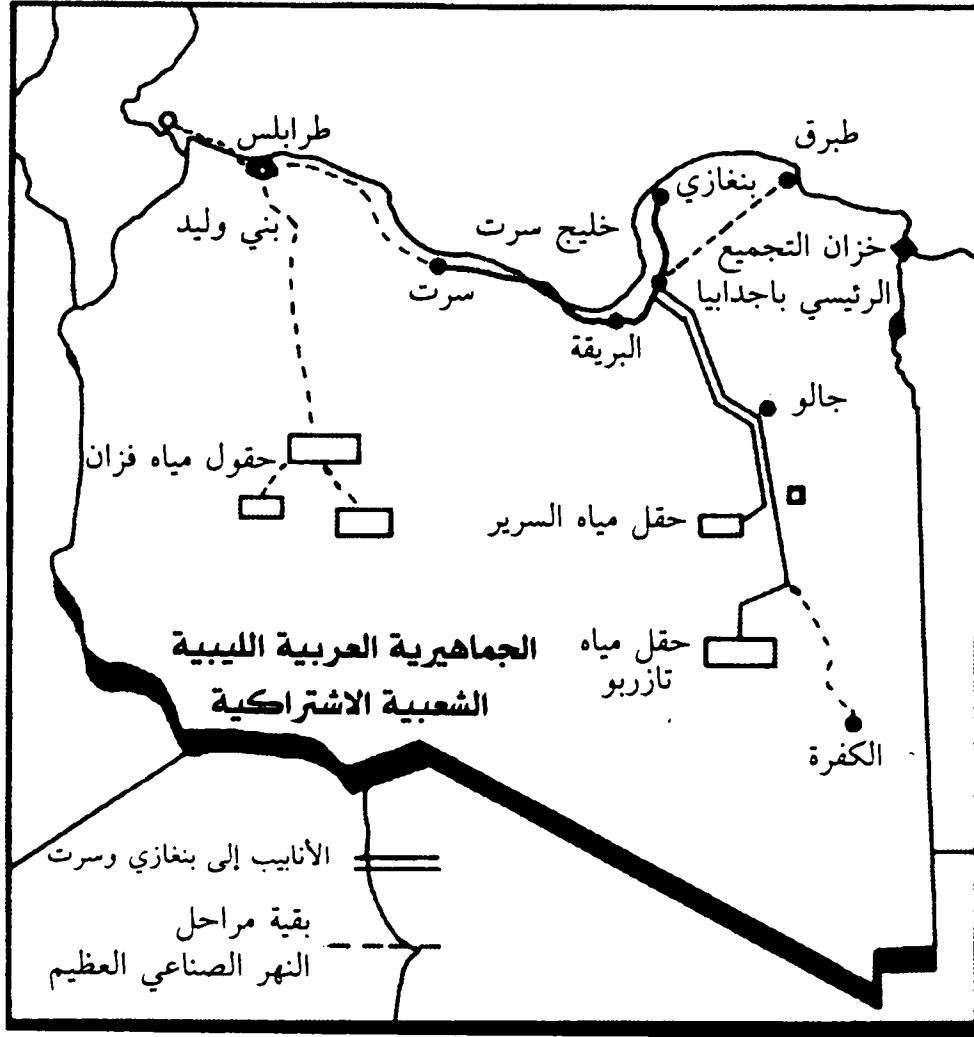 طبرق
طرابلس
بنغازي
خليج سرت
بني وليد
خزان التجميع
الرئيسي باجدابيا
سرت
البريقة
جالو
حقول مياه فزان
حقل مياه السرير
حقل مياه
تازربو
الجماهيرية العربية الليبية
الشعبية الاشتراكية
الكفرة
الأنابيب إلى بنغازي وسرت
بقية مراحل
النهر الصناعي العظيم